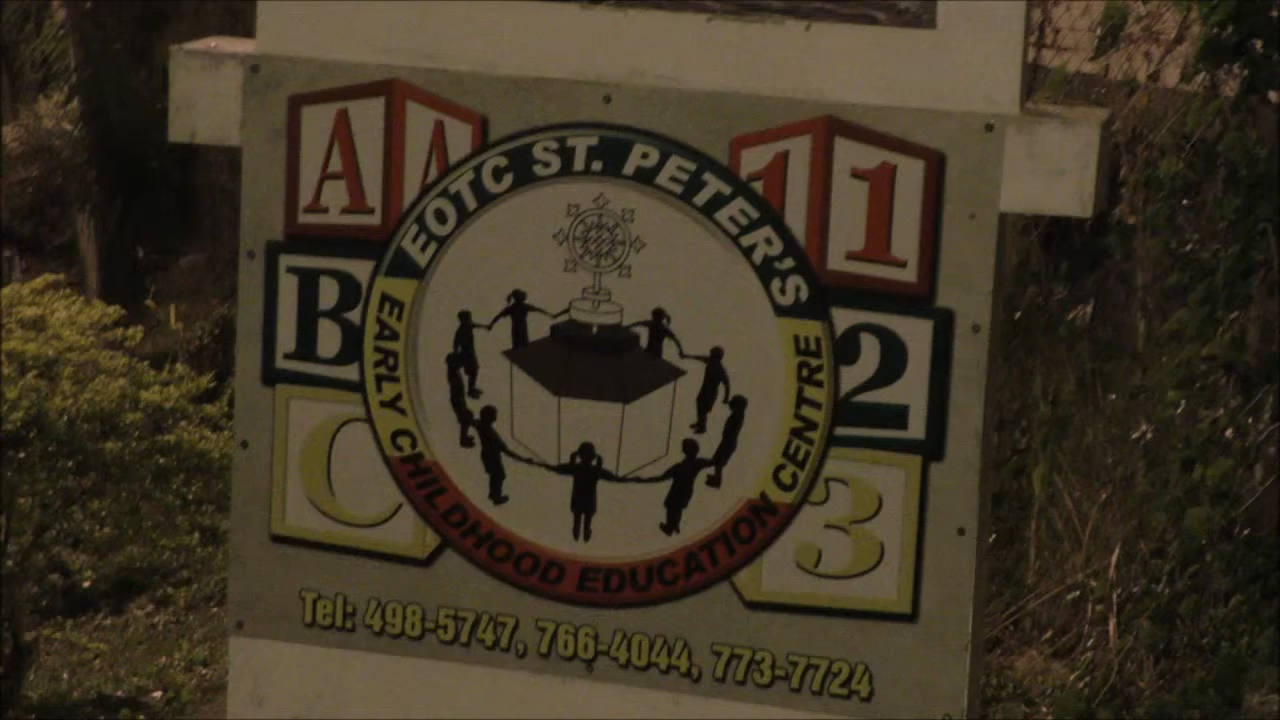 A A
B
C
EOTC ST. PETER'S
EARLY CHILDHOOD EDUCATION CENTRE
1 1
2
3
Tel: 498-5747, 766-4044, 773-7724